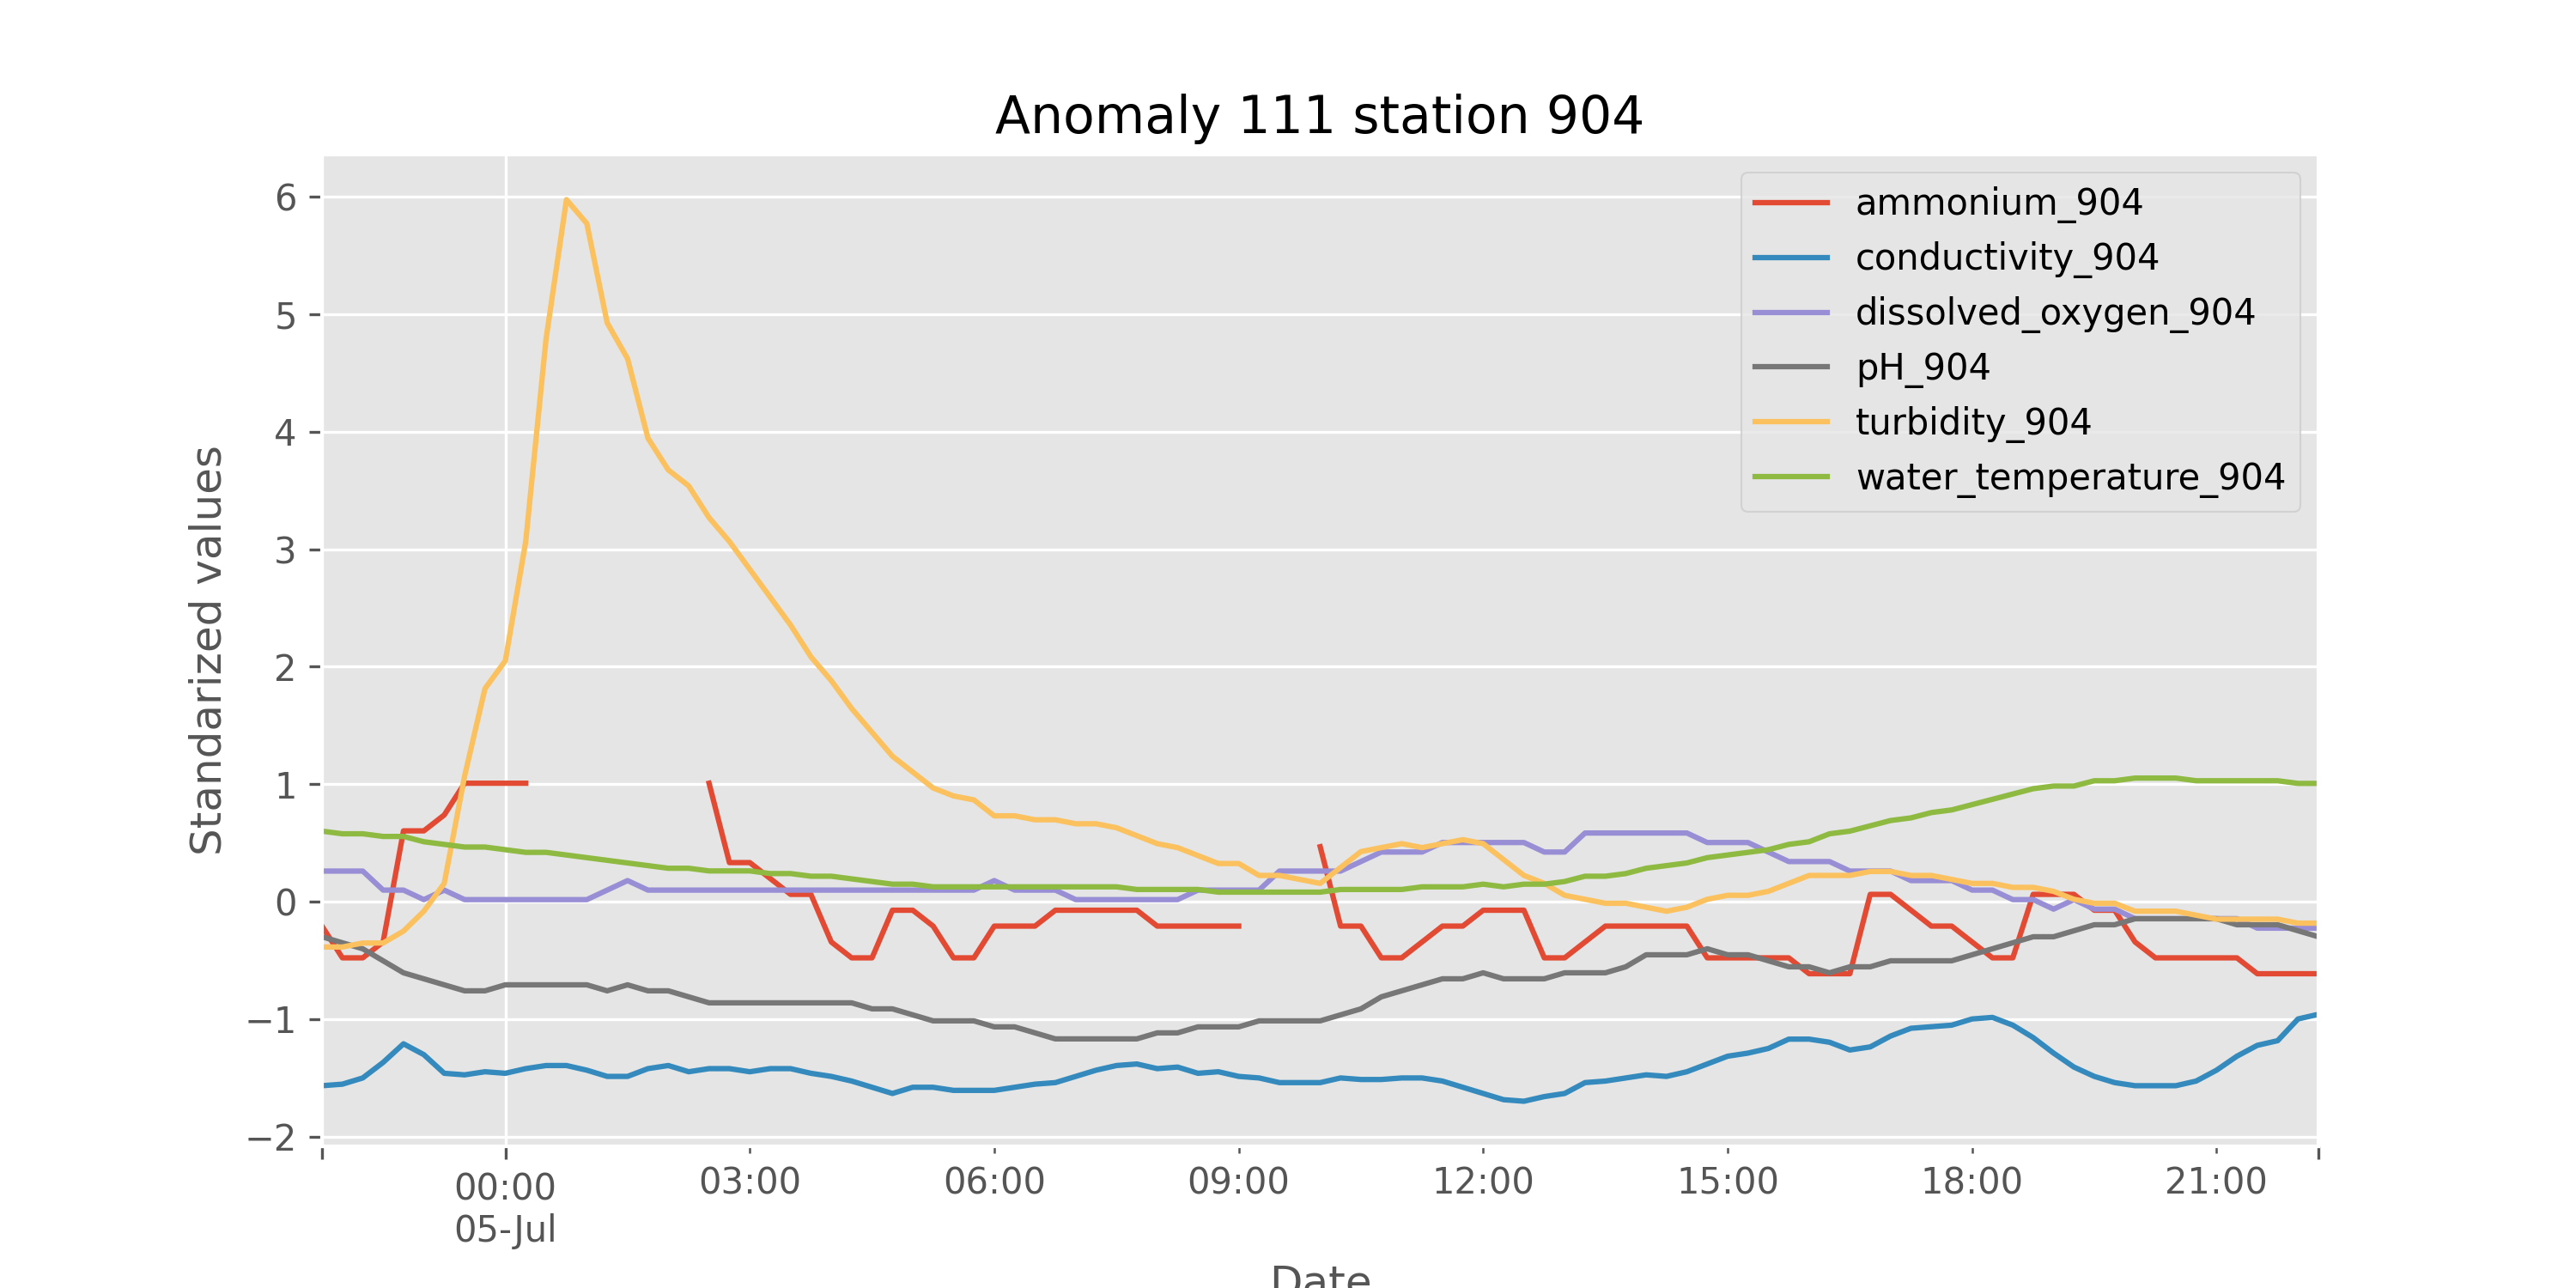 Anomaly 111 station 904
ammonium_904
conductivity_904
dissolved_oxygen_904
pH_904
turbidity_904
water_temperature_904
Standarized values
6
5
4
3
2
1
0
−1
−2
00:00
05-Jul
03:00
06:00
09:00
12:00
15:00
18:00
21:00
Date